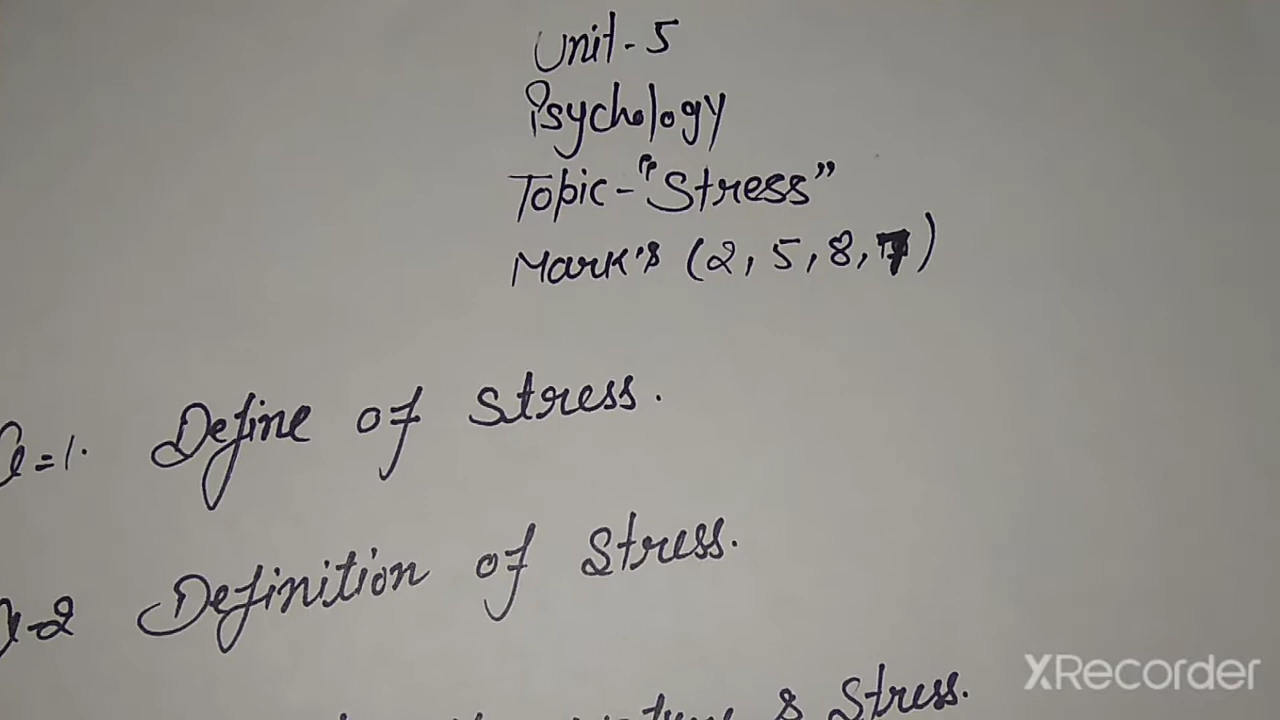 Unit - 5
Psychology
Topic - "Stress"
Mark's (2, 5, 8, 7)
Q=1. Define of Stress.
Q-2 Definition of Stress.
& Stress.
XRecorder